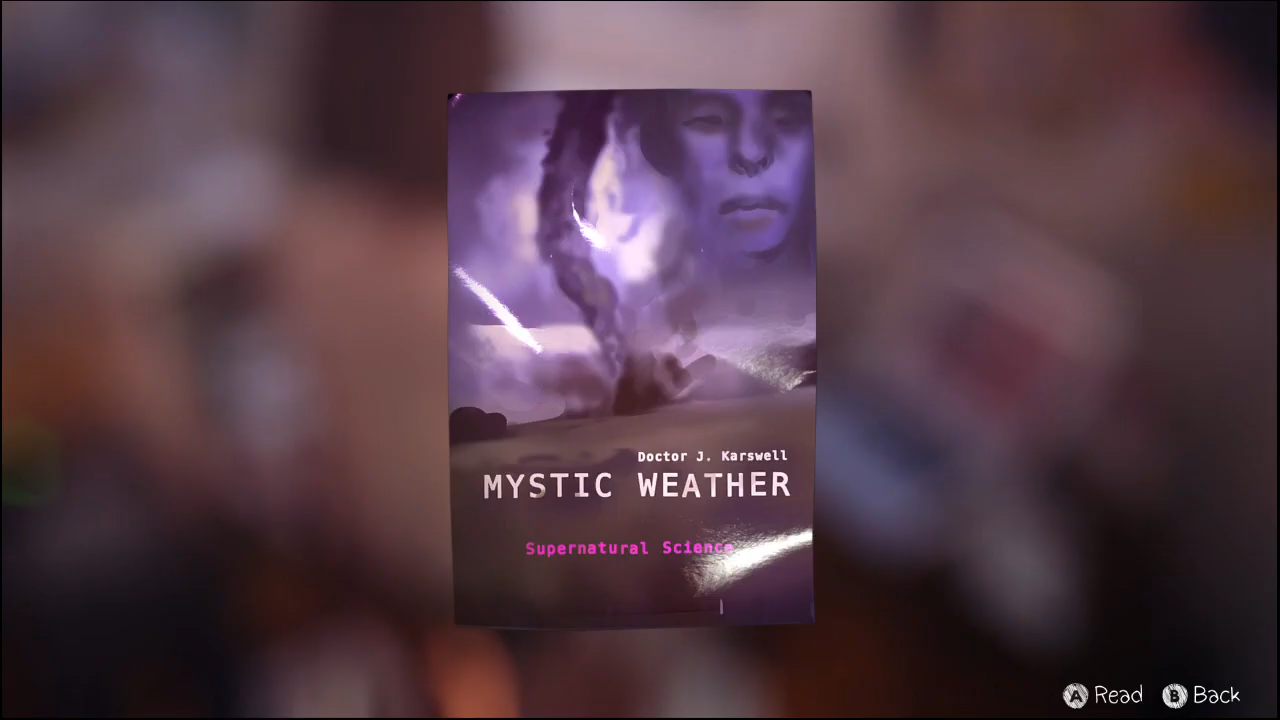 Doctor J. Karswell
MYSTIC WEATHER
Supernatural Science
A Read B Back